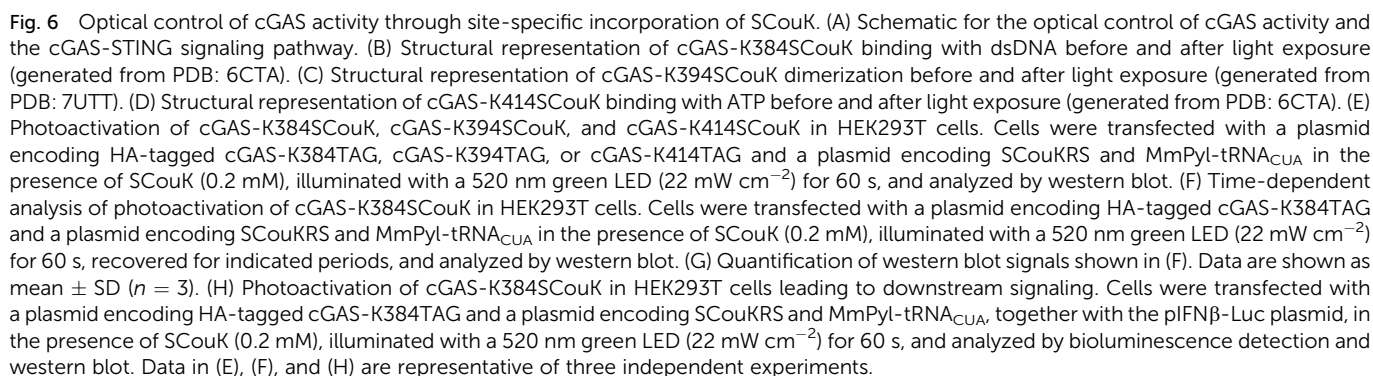 Fig. 6 Optical control of cGAS activity through site-specific incorporation of SCouK. (A) Schematic for the optical control of cGAS activity and
the cGAS-STING signaling pathway. (B) Structural representation of cGAS-K384SCouK binding with dsDNA before and after light exposure
(generated from PDB: 6CTA). (C) Structural representation of cGAS-K394SCouK dimerization before and after light exposure (generated from
PDB: 7UTT). (D) Structural representation of cGAS-K414SCouK binding with ATP before and after light exposure (generated from PDB: 6CTA). (E)
Photoactivation of cGAS-K384SCouK, cGAS-K394SCouK, and cGAS-K414SCouK in HEK293T cells. Cells were transfected with a plasmid
encoding HA-tagged cGAS-K384TAG, cGAS-K394TAG, or cGAS-K414TAG and a plasmid encoding SCouKRS and MmPyl-tRNA_CUA in the
presence of SCouK (0.2 mM), illuminated with a 520 nm green LED (22 mW cm⁻²) for 60 s, and analyzed by western blot. (F) Time-dependent
analysis of photoactivation of cGAS-K384SCouK in HEK293T cells. Cells were transfected with a plasmid encoding HA-tagged cGAS-K384TAG
and a plasmid encoding SCouKRS and MmPyl-tRNA_CUA in the presence of SCouK (0.2 mM), illuminated with a 520 nm green LED (22 mW cm⁻²)
for 60 s, recovered for indicated periods, and analyzed by western blot. (G) Quantification of western blot signals shown in (F). Data are shown as
mean ± SD (n = 3). (H) Photoactivation of cGAS-K384SCouK in HEK293T cells leading to downstream signaling. Cells were transfected with
a plasmid encoding HA-tagged cGAS-K384TAG and a plasmid encoding SCouKRS and MmPyl-tRNA_CUA, together with the pIFNβ-Luc plasmid, in
the presence of SCouK (0.2 mM), illuminated with a 520 nm green LED (22 mW cm⁻²) for 60 s, and analyzed by bioluminescence detection and
western blot. Data in (E), (F), and (H) are representative of three independent experiments.